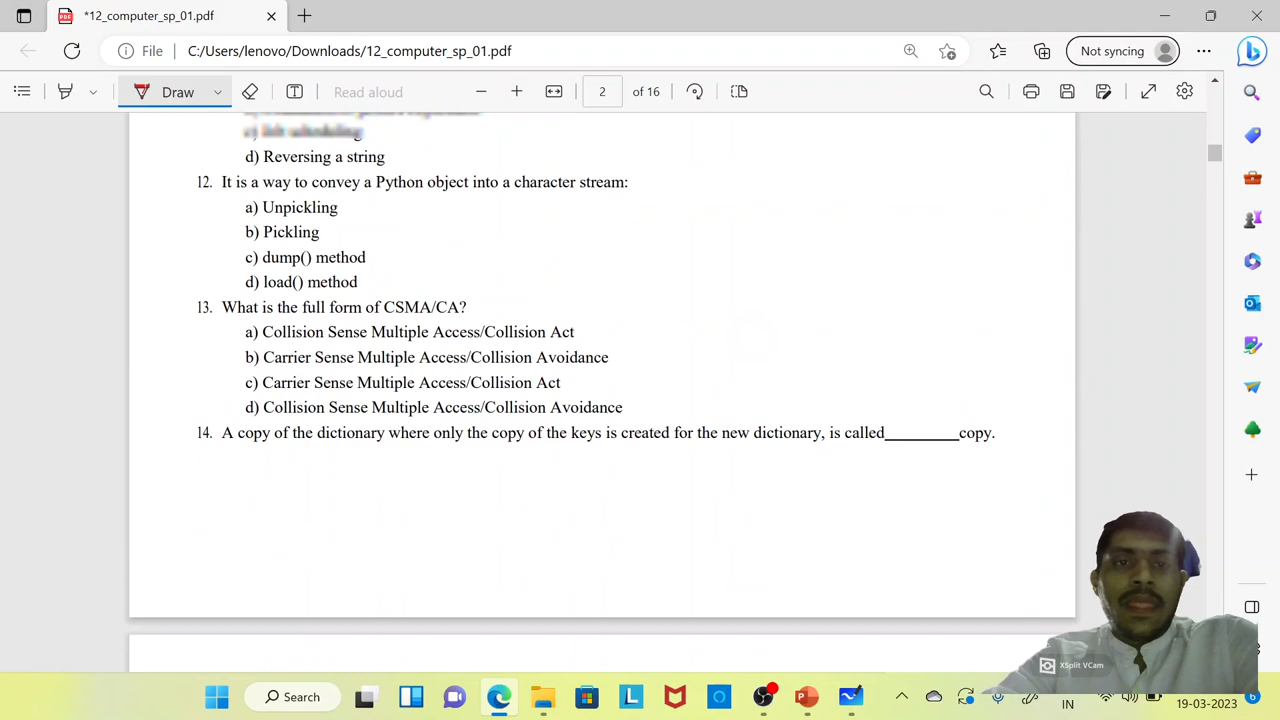 *12_computer_sp_01.pdf
File
C:/Users/lenovo/Downloads/12_computer_sp_01.pdf
Not syncing
Draw
Read aloud
2
of 16
d) Reversing a string
12. It is a way to convey a Python object into a character stream:
a) Unpickling
b) Pickling
c) dump() method
d) load() method
13. What is the full form of CSMA/CA?
a) Collision Sense Multiple Access/Collision Act
b) Carrier Sense Multiple Access/Collision Avoidance
c) Carrier Sense Multiple Access/Collision Act
d) Collision Sense Multiple Access/Collision Avoidance
14. A copy of the dictionary where only the copy of the keys is created for the new dictionary, is called_________copy.
XSplit VCam
Search
IN
19-03-2023
6